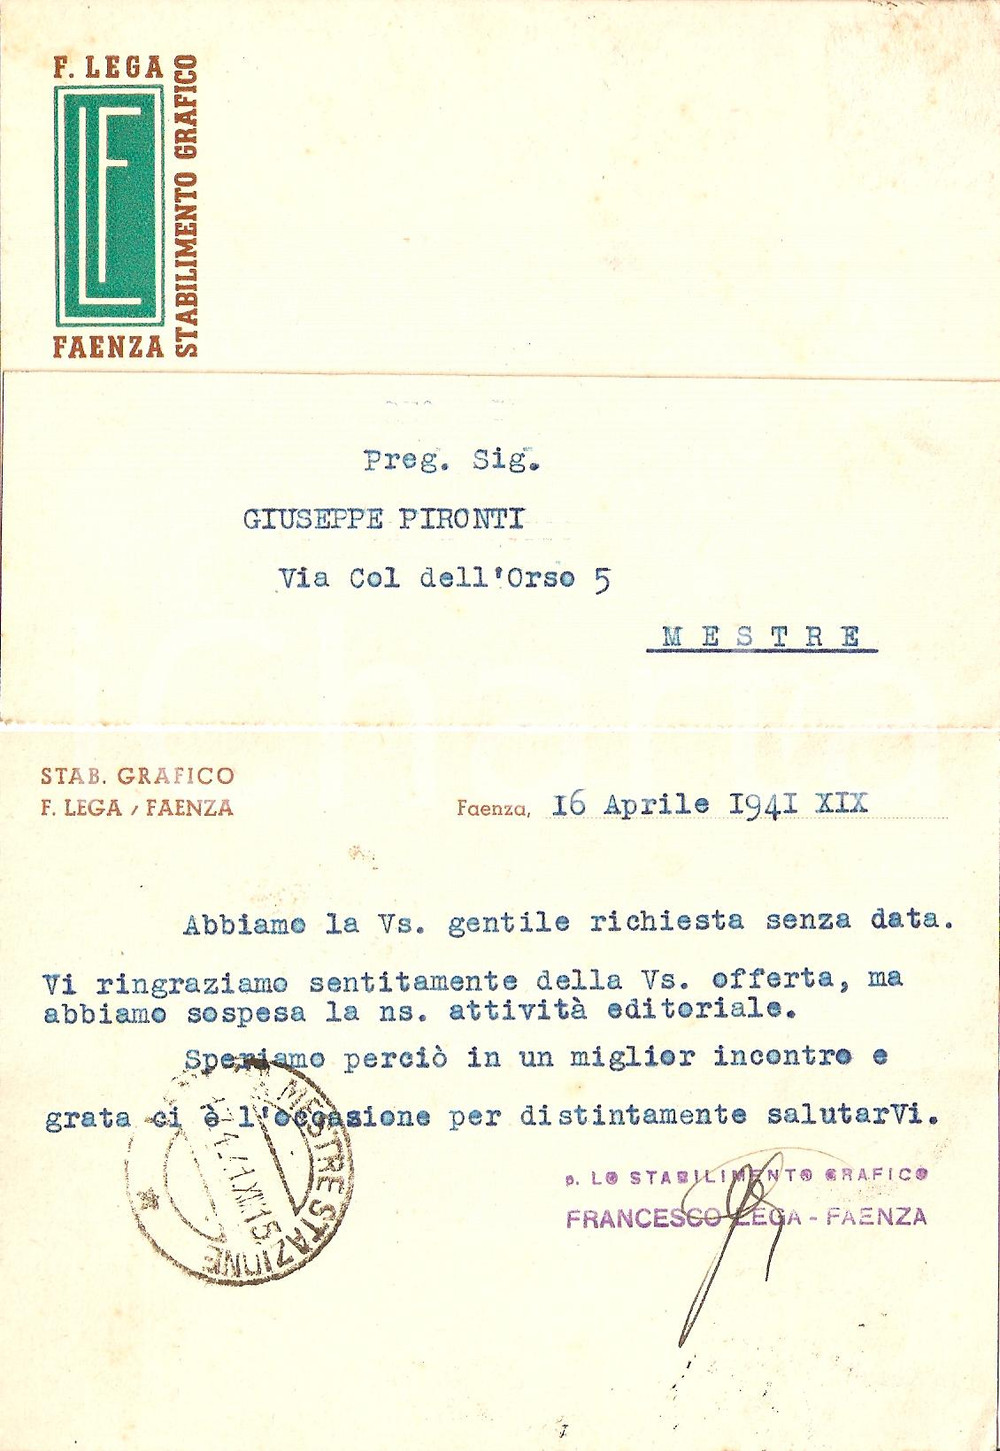 F. LEGA
STABILIMENTO GRAFICO
LF
FAENZA
Preg. Sig.
GIUSEPPE PIRONTI
Via Col dell'Orso 5
MESTRE
STAB. GRAFICO
F. LEGA / FAENZA
Faenza, 16 Aprile 1941 XIX
Abbiamo la Vs. gentile richiesta senza data.
Vi ringraziamo sentitamente della Vs. offerta, ma
abbiamo sospesa la ns. attività editoriale.
Speriamo perciò in un miglior incontro e
grata ci è l'occasione per distintamente salutarVi.
p. LO STABILIMENTO GRAFICO
FRANCESCO LEGA - FAENZA
MESTRE STAZIONE